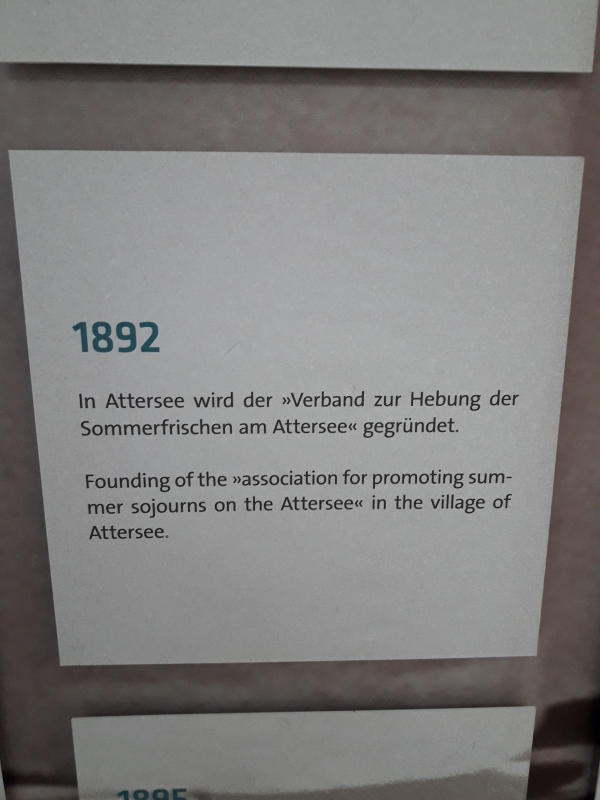 1892
In Attersee wird der »Verband zur Hebung der
Sommerfrischen am Attersee« gegründet.
Founding of the »association for promoting sum-
mer sojourns on the Attersee« in the village of
Attersee.
1895